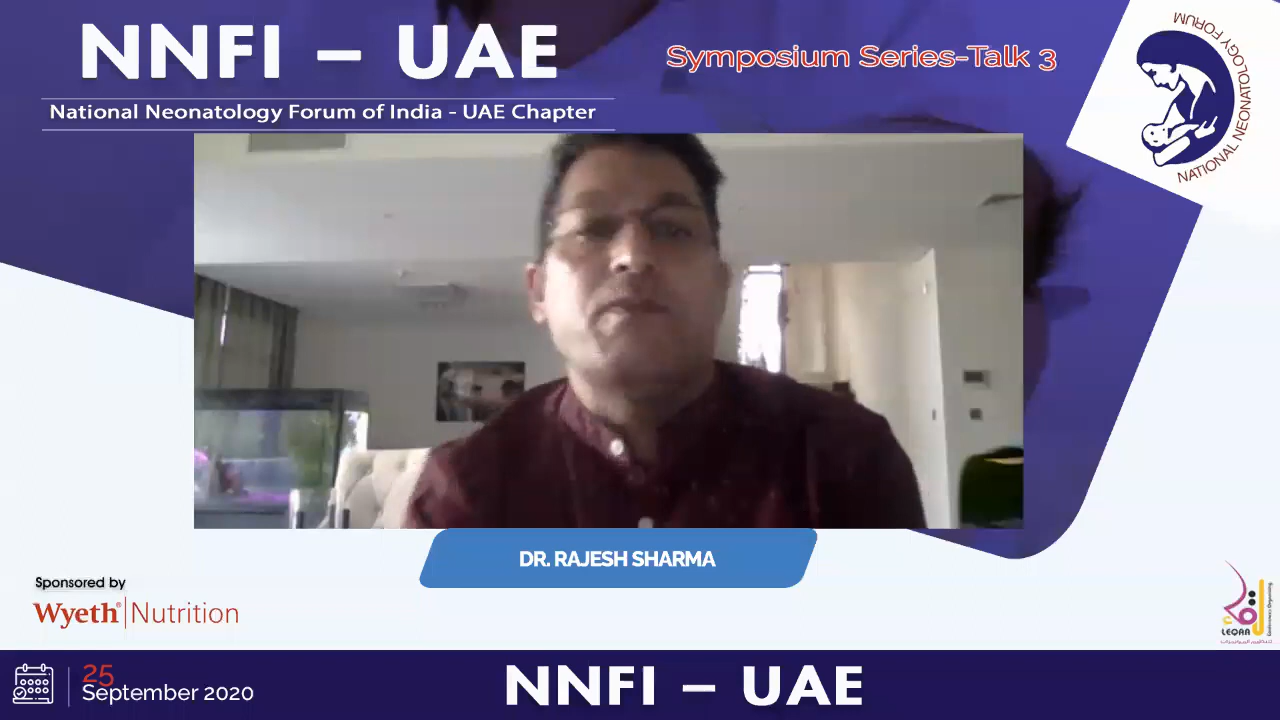 NNFI – UAE
Symposium Series-Talk 3
National Neonatology Forum of India - UAE Chapter
NATIONAL NEONATOLOGY FORUM
DR. RAJESH SHARMA
Sponsored by
Wyeth® Nutrition
LEQAA
25
September 2020
NNFI – UAE